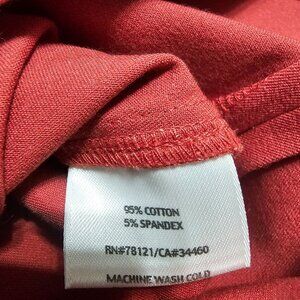 95% COTTON
5% SPANDEX
RN#78121/CA#34460
MACHINE WASH COLD